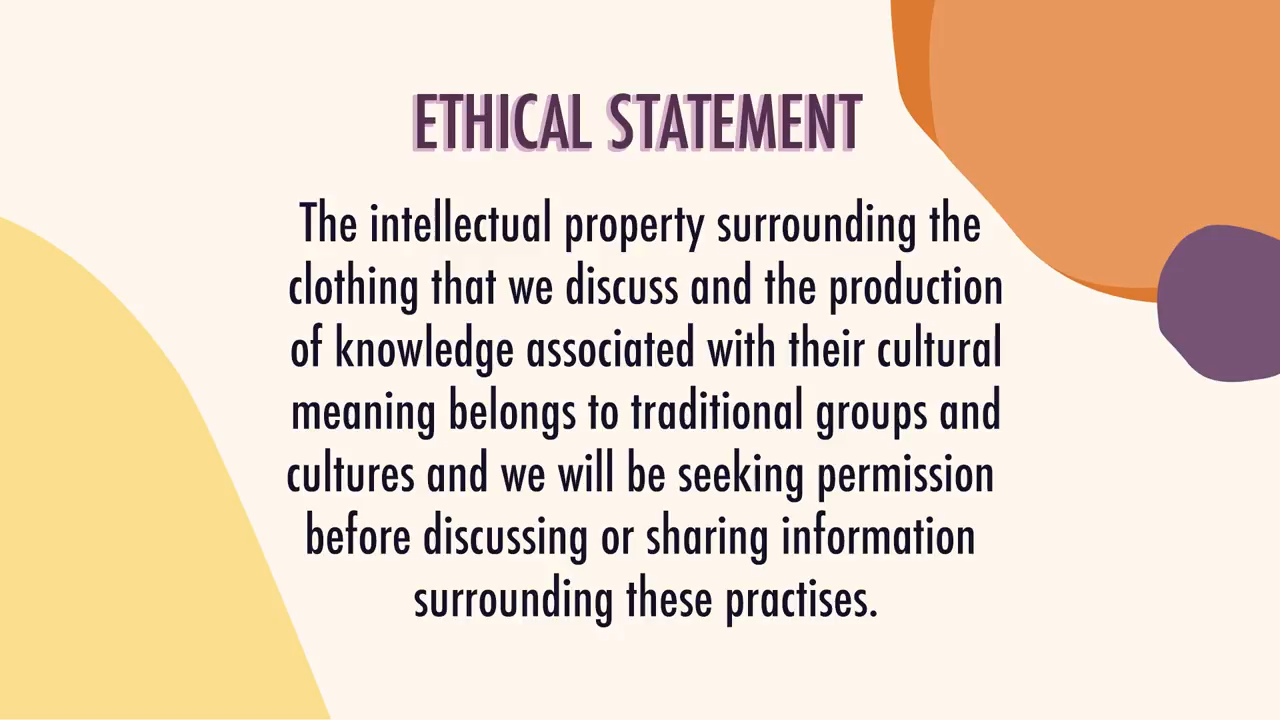 ETHICAL STATEMENT
The intellectual property surrounding the
clothing that we discuss and the production
of knowledge associated with their cultural
meaning belongs to traditional groups and
cultures and we will be seeking permission
before discussing or sharing information
surrounding these practises.